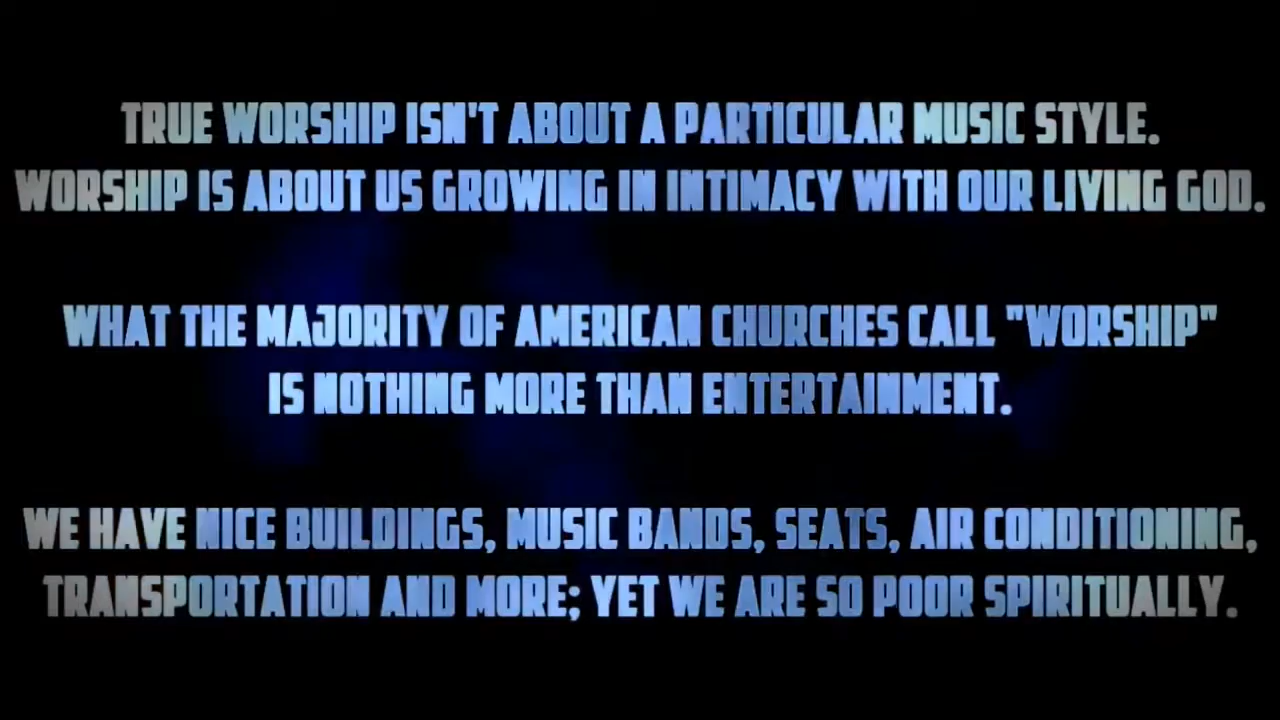 TRUE WORSHIP ISN'T ABOUT A PARTICULAR MUSIC STYLE.
WORSHIP IS ABOUT US GROWING IN INTIMACY WITH OUR LIVING GOD.
WHAT THE MAJORITY OF AMERICAN CHURCHES CALL "WORSHIP"
IS NOTHING MORE THAN ENTERTAINMENT.
WE HAVE NICE BUILDINGS, MUSIC BANDS, SEATS, AIR CONDITIONING,
TRANSPORTATION AND MORE; YET WE ARE SO POOR SPIRITUALLY.